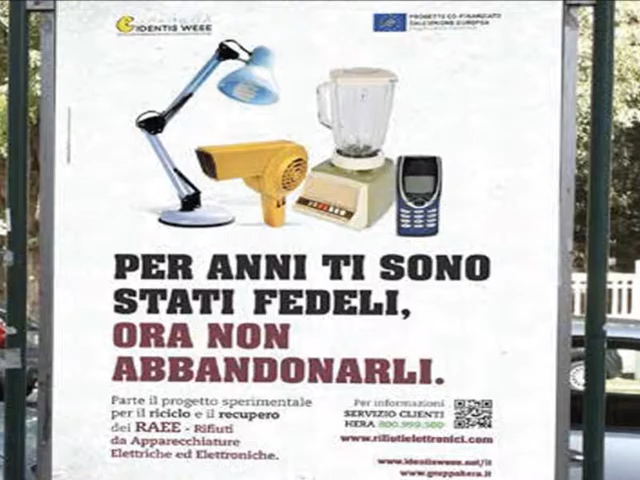 IDENTIS WEEE
PROGETTO CO-FINANZIATO
DALL'UNIONE EUROPEA
PER ANNI TI SONO
STATI FEDELI,
ORA NON
ABBANDONARLI.
Parte il progetto sperimentale
per il riciclo e il recupero
dei RAEE - Rifiuti
da Apparecchiature
Elettriche ed Elettroniche.
Per informazioni
SERVIZIO CLIENTI
HERA 800.999.500
www.rifiutielettronici.com
www.identisweee.net/it
www.gruppohera.it